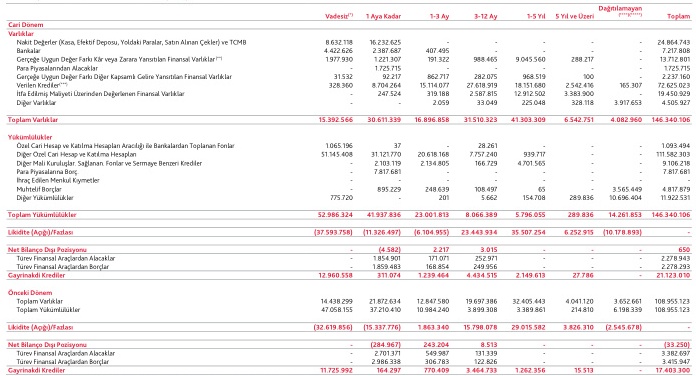 Vadesiz(*) 1 Aya Kadar 1-3 Ay 3-12 Ay 1-5 Yıl 5 Yıl ve Üzeri Dağıtılamayan Toplam
Cari Dönem
Varlıklar
Nakit Değerler (Kasa, Efektif Deposu, Yoldaki Paralar, Satın Alınan Çekler) ve TCMB 8.632.118 16.232.625 - - - - - 24.864.743
Bankalar 4.422.626 2.387.687 407.495 - - - - 7.217.808
Gerçeğe Uygun Değer Farkı Kâr veya Zarara Yansıtılan Finansal Varlıklar (**) 1.977.930 1.221.307 191.322 988.465 9.045.560 288.217 - 13.712.801
Para Piyasalarından Alacaklar - 1.725.715 - - - - - 1.725.715
Gerçeğe Uygun Değer Farkı Diğer Kapsamlı Gelire Yansıtılan Finansal Varlıklar 31.532 92.217 862.717 282.075 968.519 100 - 2.237.160
Verilen Krediler(***) 328.360 8.704.264 15.114.077 27.618.919 18.151.680 2.542.416 165.307 72.625.023
İtfa Edilmiş Maliyeti Üzerinden Değerlenen Finansal Varlıklar - 247.524 319.188 2.587.815 12.912.502 3.383.900 - 19.450.929
Diğer Varlıklar - - 2.059 33.049 225.048 328.118 3.917.653 4.505.927
Toplam Varlıklar 15.392.566 30.611.339 16.896.858 31.510.323 41.303.309 6.542.751 4.082.960 146.340.106
Yükümlülükler
Özel Cari Hesap ve Katılma Hesapları Aracılığı ile Bankalardan Toplanan Fonlar 1.065.196 37 - 28.261 - - - 1.093.494
Diğer Özel Cari Hesap ve Katılma Hesapları 51.145.408 31.121.770 20.618.168 7.757.240 939.717 - - 111.582.303
Diğer Mali Kuruluşlar. Sağlanan. Fonlar ve Sermaye Benzeri Krediler - 2.103.119 2.134.805 166.729 4.701.565 - - 9.106.218
Para Piyasalarına Borç. - 7.817.681 - - - - - 7.817.681
İhraç Edilen Menkul Kıymetler - - - - - - - -
Muhtelif Borçlar - 895.229 248.639 108.497 65 - 3.565.449 4.817.879
Diğer Yükümlülükler 775.720 - 201 5.662 154.708 289.836 10.696.404 11.922.531
Toplam Yükümlülükler 52.986.324 41.937.836 23.001.813 8.066.389 5.796.055 289.836 14.261.853 146.340.106
Likidite (Açığı)/Fazlası (37.593.758) (11.326.497) (6.104.955) 23.443.934 35.507.254 6.252.915 (10.178.893) -
Net Bilanço Dışı Pozisyonu - (4.582) 2.217 3.015 - - - 650
Türev Finansal Araçlardan Alacaklar - 1.854.901 171.071 252.971 - - - 2.278.943
Türev Finansal Araçlardan Borçlar - 1.859.483 168.854 249.956 - - - 2.278.293
Gayrinakdi Krediler 12.960.558 311.074 1.239.464 4.434.515 2.149.613 27.786 - 21.123.010
Önceki Dönem
Toplam Varlıklar 14.438.299 21.872.634 12.847.580 19.697.386 32.405.443 4.041.120 3.652.661 108.955.123
Toplam Yükümlülükler 47.058.155 37.210.410 10.984.240 3.899.308 3.389.861 214.810 6.198.339 108.955.123
Likidite (Açığı)/Fazlası (32.619.856) (15.337.776) 1.863.340 15.798.078 29.015.582 3.826.310 (2.545.678) -
Net Bilanço Dışı Pozisyonu - (284.967) 243.204 8.513 - - - (33.250)
Türev Finansal Araçlardan Alacaklar - 2.701.371 549.987 131.339 - - - 3.382.697
Türev Finansal Araçlardan Borçlar - 2.986.338 306.783 122.826 - - - 3.415.947
Gayrinakdi Krediler 11.725.992 164.297 770.409 3.464.733 1.262.356 15.513 - 17.403.300